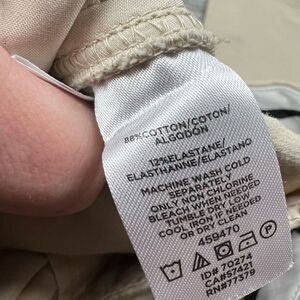 88%COTTON/COTON/
ALGODÓN
12%ELASTANE/
ELASTHANNE/ELASTANO
MACHINE WASH COLD
SEPARATELY
ONLY NON CHLORINE
BLEACH WHEN NEEDED
TUMBLE DRY LOW
COOL IRON IF NEEDED
OR DRY CLEAN
459470
ID# 70274
CA#57421
RN#77379